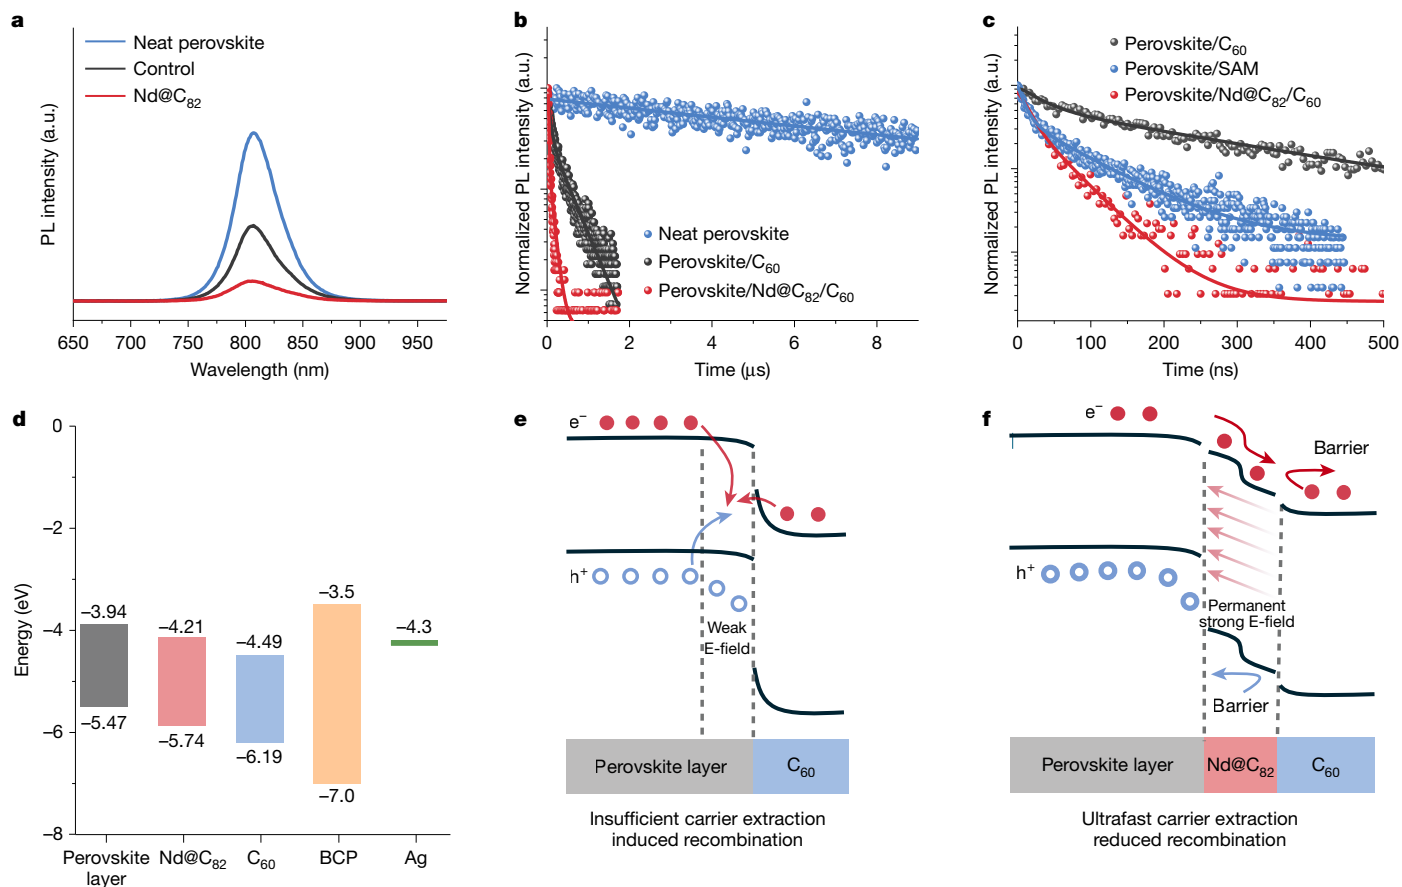 a
Neat perovskite
Control
Nd@C82
PL intensity (a.u.)
650 700 750 800 850 900 950
Wavelength (nm)
b
Normalized PL intensity (a.u.)
Neat perovskite
Perovskite/C60
Perovskite/Nd@C82/C60
0 2 4 6 8
Time (μs)
c
Perovskite/C60
Perovskite/SAM
Perovskite/Nd@C82/C60
Normalized PL intensity (a.u.)
0 100 200 300 400 500
Time (ns)
d
Energy (eV)
0
−2
−4
−6
−8
−3.94
−5.47
−4.21
−5.74
−4.49
−6.19
−3.5
−7.0
−4.3
Perovskite
layer
Nd@C82
C60
BCP
Ag
e
e−
h+
Weak
E-field
Perovskite layer
C60
Insufficient carrier extraction
induced recombination
f
e−
Barrier
h+
Permanent
strong E-field
Barrier
Perovskite layer
Nd@C82
C60
Ultrafast carrier extraction
reduced recombination